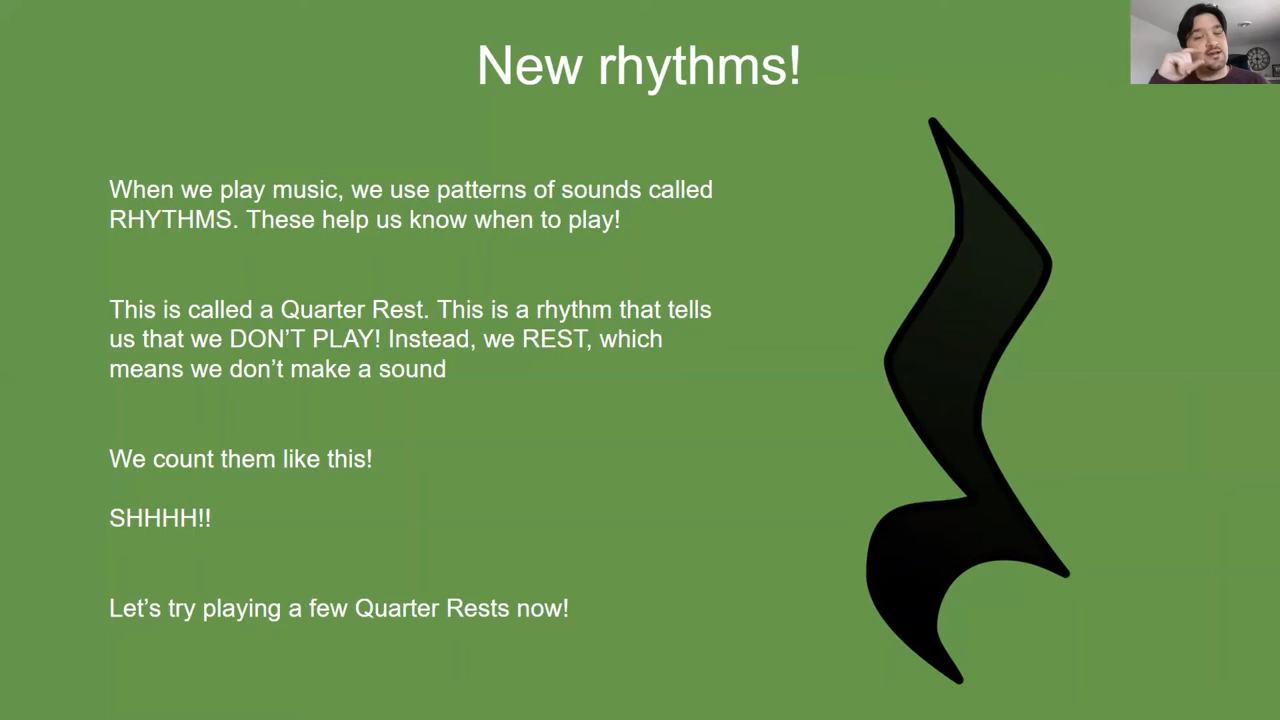 New rhythms!
When we play music, we use patterns of sounds called
RHYTHMS. These help us know when to play!
This is called a Quarter Rest. This is a rhythm that tells
us that we DON’T PLAY! Instead, we REST, which
means we don’t make a sound
We count them like this!
SHHHH!!
Let’s try playing a few Quarter Rests now!